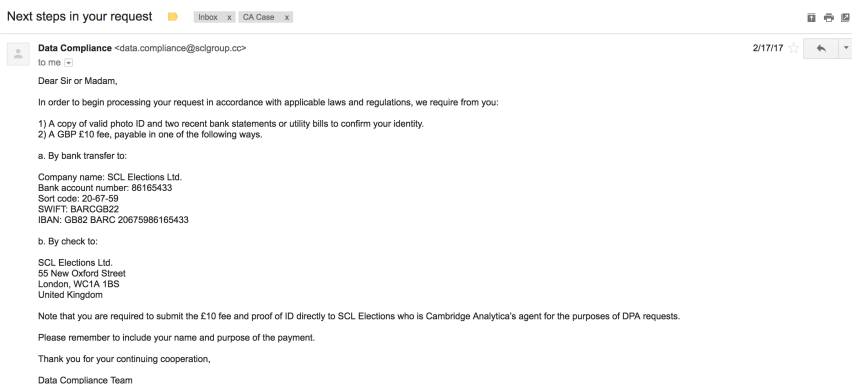 Next steps in your request Inbox x CA Case x
Data Compliance <data.compliance@sclgroup.cc> 2/17/17
to me
Dear Sir or Madam,
In order to begin processing your request in accordance with applicable laws and regulations, we require from you:
1) A copy of valid photo ID and two recent bank statements or utility bills to confirm your identity.
2) A GBP £10 fee, payable in one of the following ways.
a. By bank transfer to:
Company name: SCL Elections Ltd.
Bank account number: 86165433
Sort code: 20-67-59
SWIFT: BARCGB22
IBAN: GB82 BARC 20675986165433
b. By check to:
SCL Elections Ltd.
55 New Oxford Street
London, WC1A 1BS
United Kingdom
Note that you are required to submit the £10 fee and proof of ID directly to SCL Elections who is Cambridge Analytica's agent for the purposes of DPA requests.
Please remember to include your name and purpose of the payment.
Thank you for your continuing cooperation,
Data Compliance Team